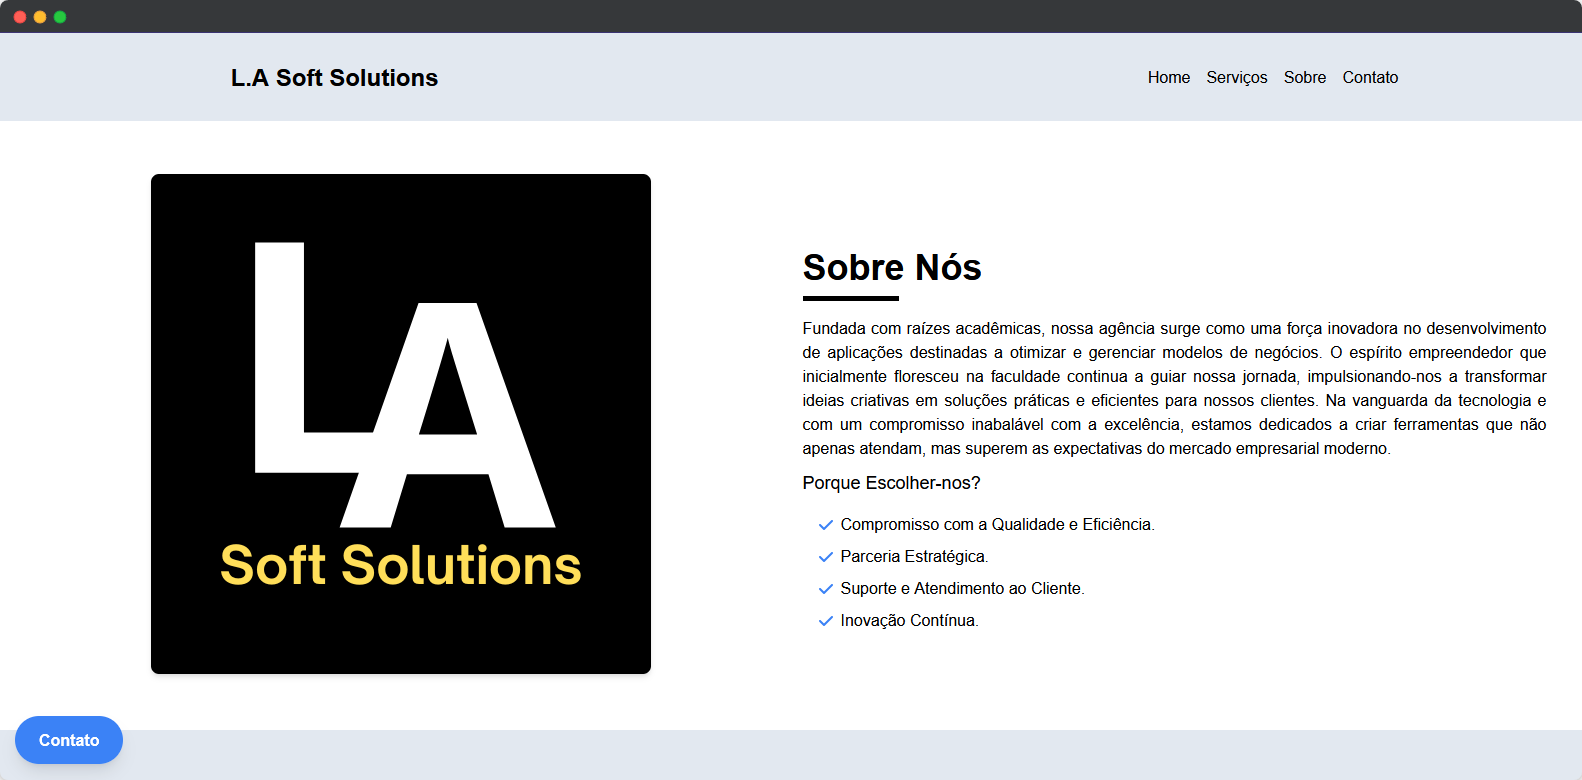 L.A Soft Solutions
Home Serviços Sobre Contato
LA
Soft Solutions
Sobre Nós
Fundada com raízes acadêmicas, nossa agência surge como uma força inovadora no desenvolvimento
de aplicações destinadas a otimizar e gerenciar modelos de negócios. O espírito empreendedor que
inicialmente floresceu na faculdade continua a guiar nossa jornada, impulsionando-nos a transformar
ideias criativas em soluções práticas e eficientes para nossos clientes. Na vanguarda da tecnologia e
com um compromisso inabalável com a excelência, estamos dedicados a criar ferramentas que não
apenas atendam, mas superem as expectativas do mercado empresarial moderno.
Porque Escolher-nos?
Compromisso com a Qualidade e Eficiência.
Parceria Estratégica.
Suporte e Atendimento ao Cliente.
Inovação Contínua.
Contato